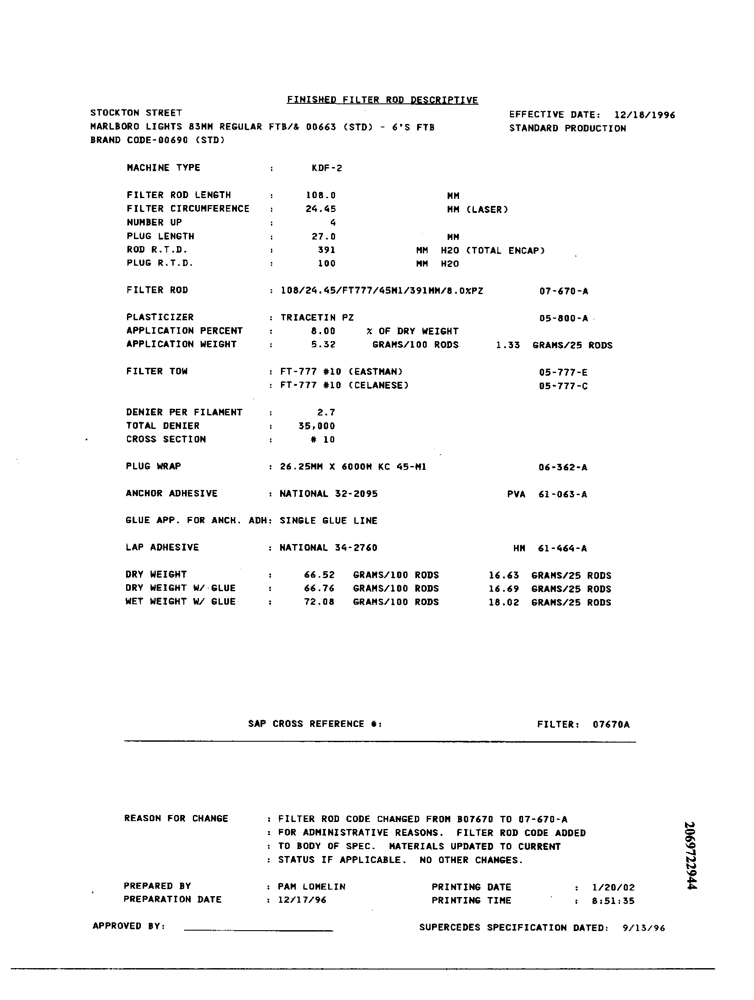 FINISHED FILTER ROD DESCRIPTIVE
STOCKTON STREET EFFECTIVE DATE: 12/18/1996
MARLBORO LIGHTS 83MM REGULAR FTB/& 00663 (STD) - 6'S FTB STANDARD PRODUCTION
BRAND CODE-00690 (STD)
MACHINE TYPE : KDF-2
FILTER ROD LENGTH : 108.0 MM
FILTER CIRCUMFERENCE : 24.45 MM (LASER)
NUMBER UP : 4
PLUG LENGTH : 27.0 MM
ROD R.T.D. : 391 MM H2O (TOTAL ENCAP)
PLUG R.T.D. : 100 MM H2O
FILTER ROD : 108/24.45/FT777/45M1/391MM/8.0%PZ 07-670-A
PLASTICIZER : TRIACETIN PZ 05-800-A
APPLICATION PERCENT : 8.00 % OF DRY WEIGHT
APPLICATION WEIGHT : 5.32 GRAMS/100 RODS 1.33 GRAMS/25 RODS
FILTER TOW : FT-777 #10 (EASTMAN) 05-777-E
: FT-777 #10 (CELANESE) 05-777-C
DENIER PER FILAMENT : 2.7
TOTAL DENIER : 35,000
CROSS SECTION : # 10
PLUG WRAP : 26.25MM X 6000M KC 45-M1 06-362-A
ANCHOR ADHESIVE : NATIONAL 32-2095 PVA 61-063-A
GLUE APP. FOR ANCH. ADH: SINGLE GLUE LINE
LAP ADHESIVE : NATIONAL 34-2760 HM 61-464-A
DRY WEIGHT : 66.52 GRAMS/100 RODS 16.63 GRAMS/25 RODS
DRY WEIGHT W/ GLUE : 66.76 GRAMS/100 RODS 16.69 GRAMS/25 RODS
WET WEIGHT W/ GLUE : 72.08 GRAMS/100 RODS 18.02 GRAMS/25 RODS
SAP CROSS REFERENCE #: FILTER: 07670A
REASON FOR CHANGE : FILTER ROD CODE CHANGED FROM B07670 TO 07-670-A
: FOR ADMINISTRATIVE REASONS. FILTER ROD CODE ADDED
: TO BODY OF SPEC. MATERIALS UPDATED TO CURRENT
: STATUS IF APPLICABLE. NO OTHER CHANGES.
PREPARED BY : PAM LOMELIN PRINTING DATE : 1/20/02
PREPARATION DATE : 12/17/96 PRINTING TIME : 8:51:35
APPROVED BY: SUPERCEDES SPECIFICATION DATED: 9/13/96
2069722944